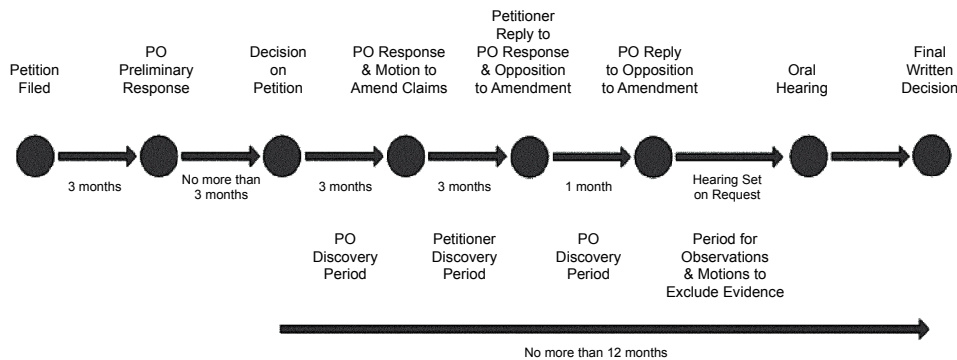 Petition
Filed
PO
Preliminary
Response
Decision
on
Petition
PO Response
& Motion to
Amend Claims
Petitioner
Reply to
PO Response
& Opposition
to Amendment
PO Reply
to Opposition
to Amendment
Oral
Hearing
Final
Written
Decision
3 months
No more than
3 months
3 months
3 months
1 month
Hearing Set
on Request
PO
Discovery
Period
Petitioner
Discovery
Period
PO
Discovery
Period
Period for
Observations
& Motions to
Exclude Evidence
No more than 12 months